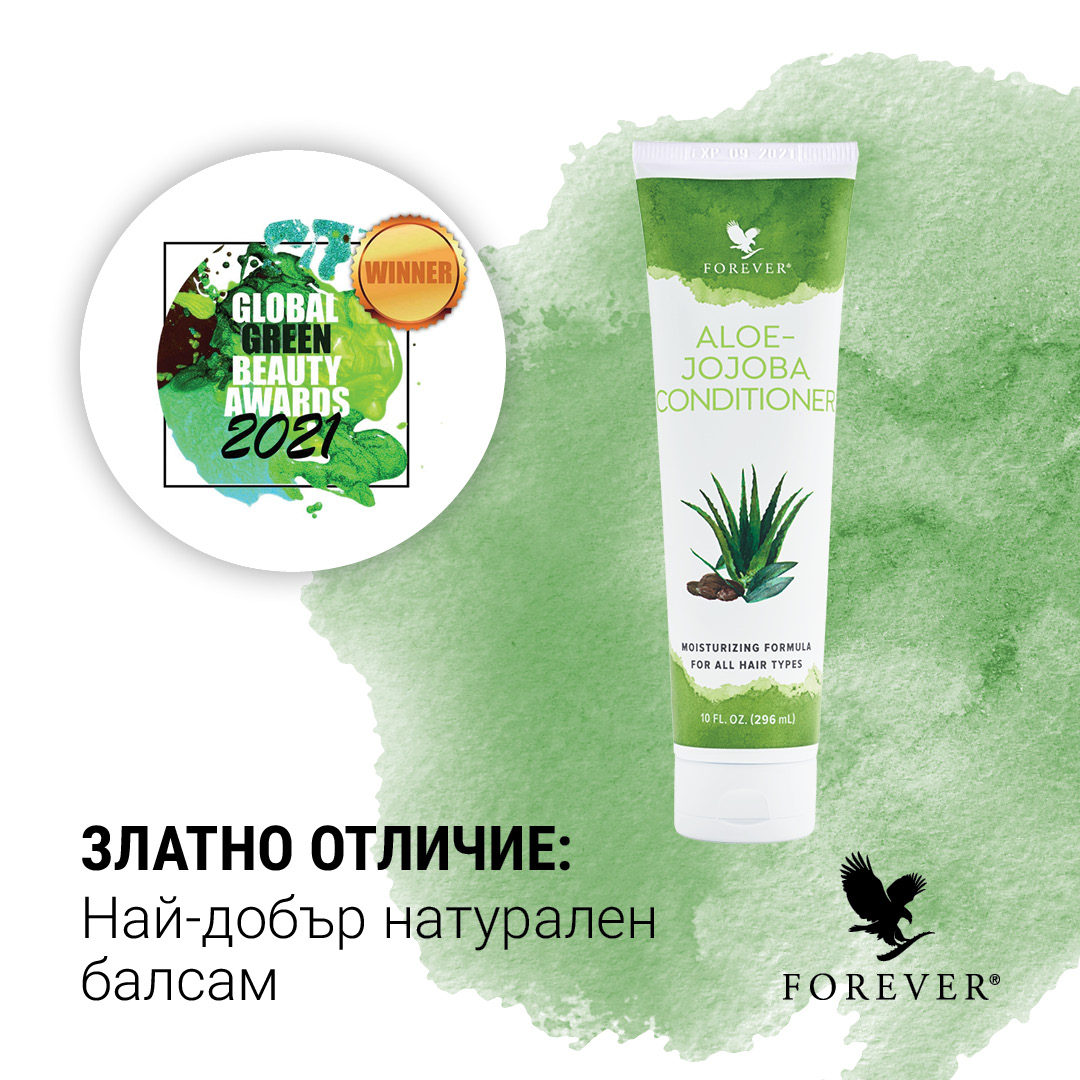 GLOBAL
GREEN
BEAUTY
AWARDS
2021
WINNER
EXP 09 2021
FOREVER®
ALOE-
JOJOBA
CONDITIONER
MOISTURIZING FORMULA
FOR ALL HAIR TYPES
10 FL. OZ. (296 mL)
ЗЛАТНО ОТЛИЧИЕ:
Най-добър натурален
балсам
FOREVER®